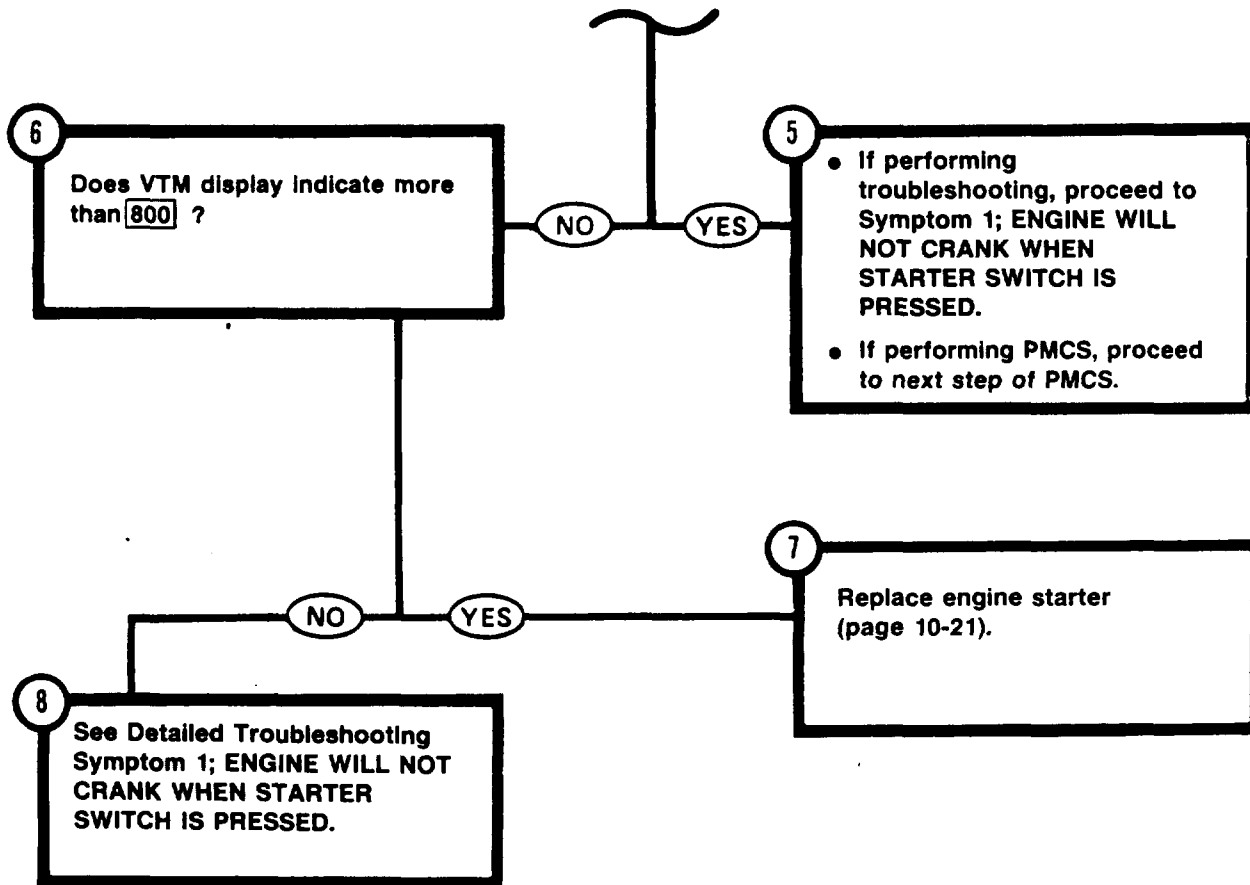 6
Does VTM display indicate more
than 800 ?
NO
YES
5
• If performing
troubleshooting, proceed to
Symptom 1; ENGINE WILL
NOT CRANK WHEN
STARTER SWITCH IS
PRESSED.
• If performing PMCS, proceed
to next step of PMCS.
NO
YES
7
Replace engine starter
(page 10-21).
8
See Detailed Troubleshooting
Symptom 1; ENGINE WILL NOT
CRANK WHEN STARTER
SWITCH IS PRESSED.